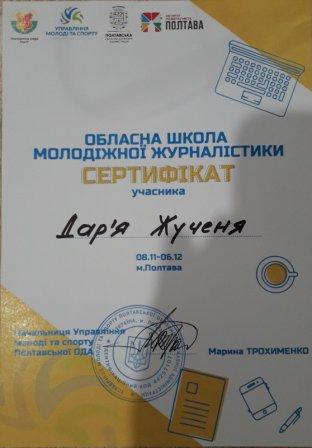 УПРАВЛІННЯ
МОЛОДІ ТА СПОРТУ
ПОЛТАВСЬКА
ПОЛТАВА
ОБЛАСНА ШКОЛА
МОЛОДІЖНОЇ ЖУРНАЛІСТИКИ
СЕРТИФІКАТ
учасника
Дар'я Жученя
08.11-06.12
м.Полтава
Начальниця Управління
молоді та спорту
Полтавської ОДА
Марина ТРОХИМЕНКО